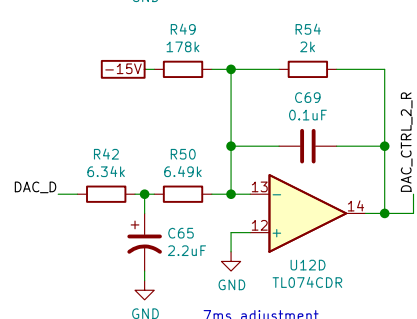 GND
R49
178k
R54
2k
-15V
C69
0.1uF
DAC_CTRL_2_R
R42
6.34k
R50
6.49k
DAC_D
13
-
14
12
+
+
C65
2.2uF
GND
U12D
TL074CDR
GND
7ms adjustment